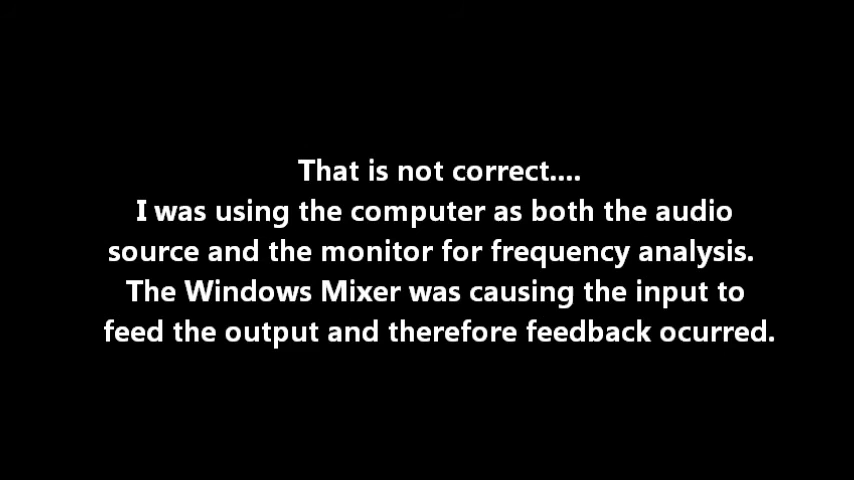 That is not correct....
I was using the computer as both the audio
source and the monitor for frequency analysis.
The Windows Mixer was causing the input to
feed the output and therefore feedback ocurred.